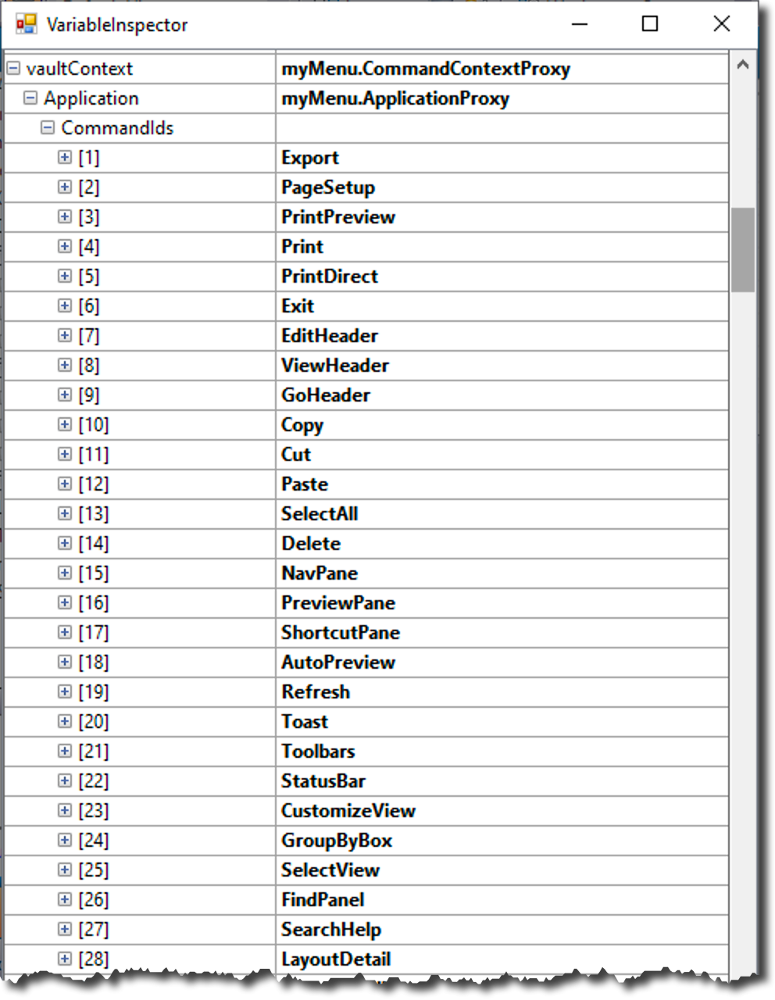 VariableInspector
vaultContext myMenu.CommandContextProxy
Application myMenu.ApplicationProxy
CommandIds
[1] Export
[2] PageSetup
[3] PrintPreview
[4] Print
[5] PrintDirect
[6] Exit
[7] EditHeader
[8] ViewHeader
[9] GoHeader
[10] Copy
[11] Cut
[12] Paste
[13] SelectAll
[14] Delete
[15] NavPane
[16] PreviewPane
[17] ShortcutPane
[18] AutoPreview
[19] Refresh
[20] Toast
[21] Toolbars
[22] StatusBar
[23] CustomizeView
[24] GroupByBox
[25] SelectView
[26] FindPanel
[27] SearchHelp
[28] LayoutDetail